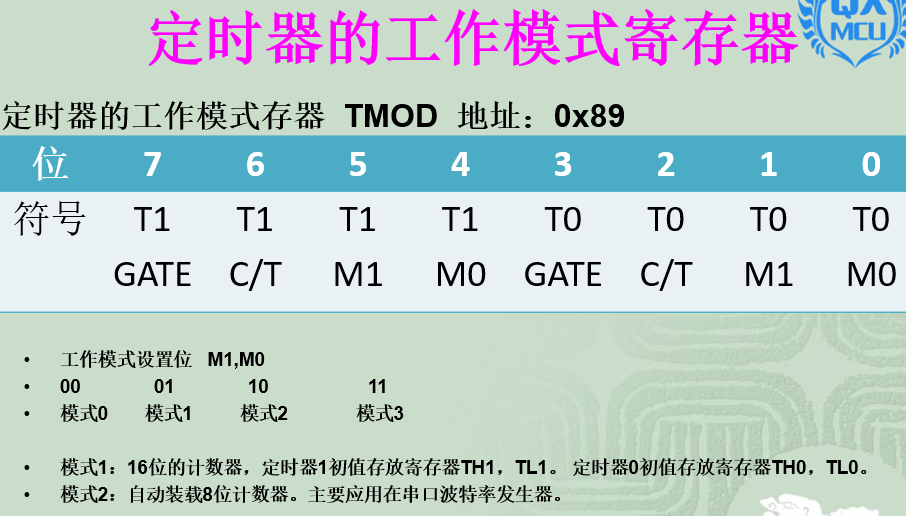 定时器的工作模式寄存器
QX
MCU
定时器的工作模式存器 TMOD 地址：0x89
位 7 6 5 4 3 2 1 0
符号 T1 T1 T1 T1 T0 T0 T0 T0
GATE C/T M1 M0 GATE C/T M1 M0
• 工作模式设置位 M1,M0
• 00 01 10 11
• 模式0 模式1 模式2 模式3
• 模式1：16位的计数器，定时器1初值存放寄存器TH1，TL1。 定时器0初值存放寄存器TH0，TL0。
• 模式2：自动装载8位计数器。主要应用在串口波特率发生器。